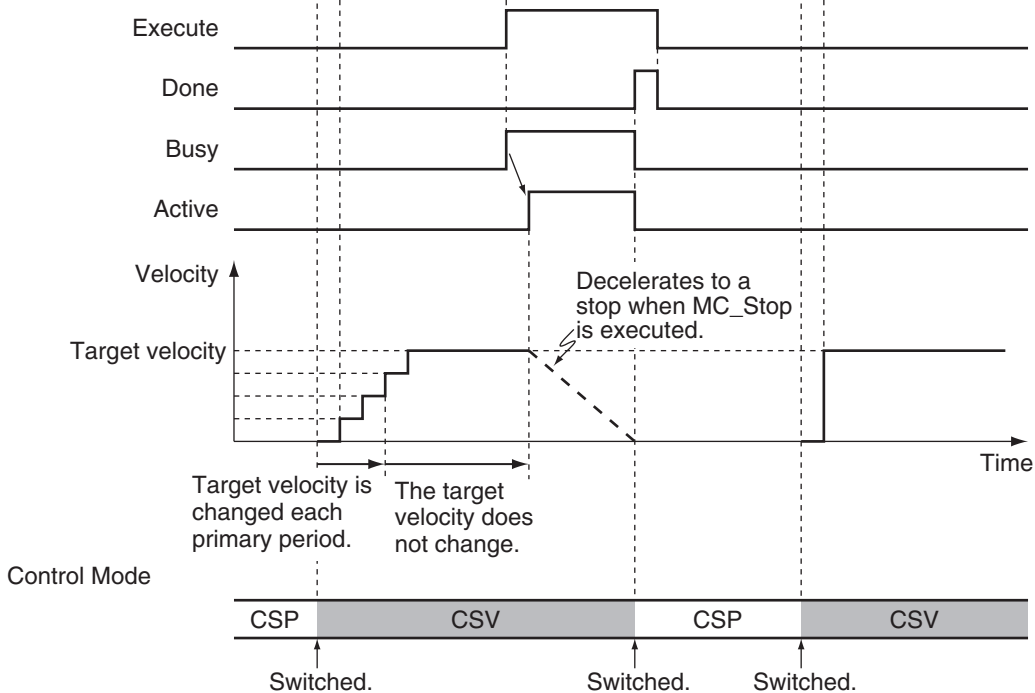 Execute
Done
Busy
Active
Velocity
Decelerates to a
stop when MC_Stop
is executed.
Target velocity
Time
Target velocity is
changed each
primary period.
The target
velocity does
not change.
Control Mode
CSP
CSV
CSP
CSV
Switched.
Switched.
Switched.